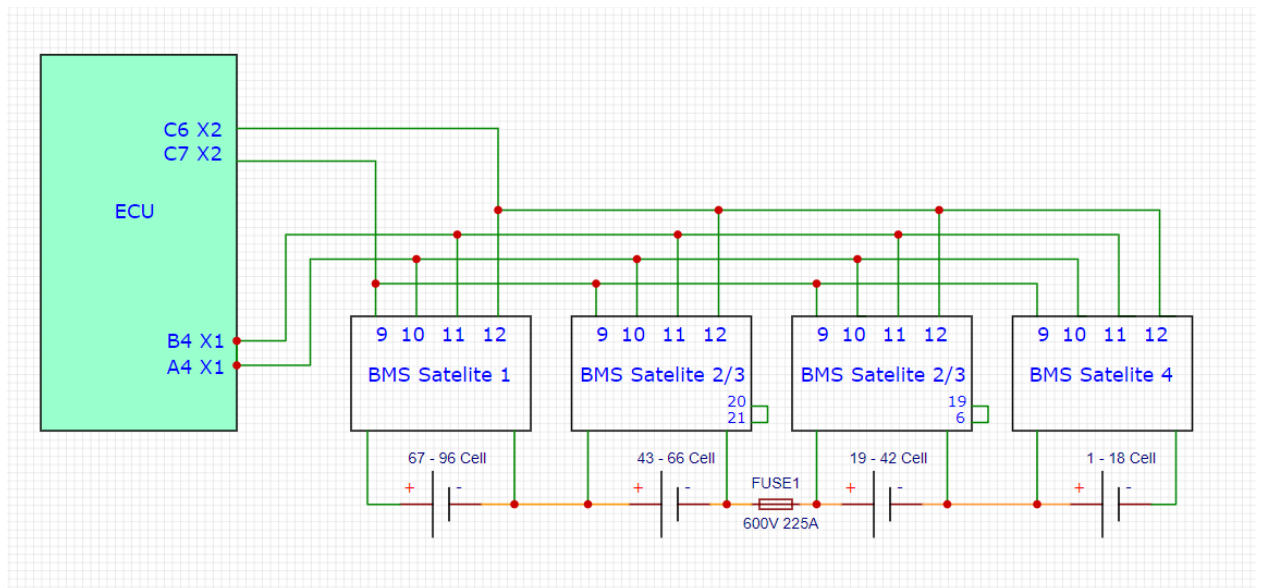 C6 X2
C7 X2
ECU
B4 X1
A4 X1
9 10 11 12
BMS Satelite 1
9 10 11 12
BMS Satelite 2/3
20
21
9 10 11 12
BMS Satelite 2/3
19
6
9 10 11 12
BMS Satelite 4
67 - 96 Cell
+ -
43 - 66 Cell
+ -
FUSE1
600V 225A
19 - 42 Cell
+ -
1 - 18 Cell
+ -